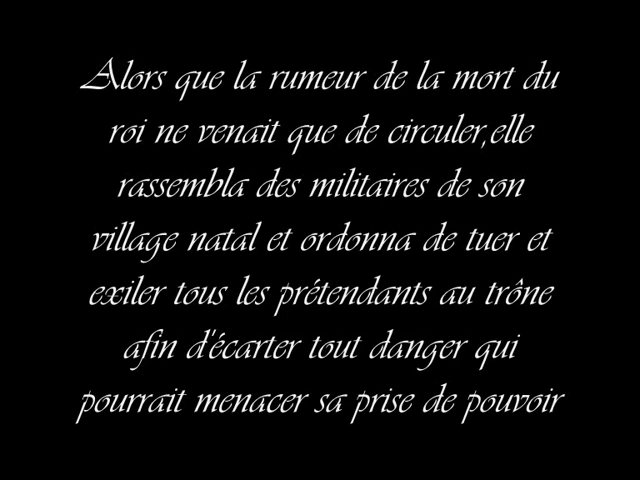 Alors que la rumeur de la mort du
roi ne venait que de circuler,elle
rassembla des militaires de son
village natal et ordonna de tuer et
exiler tous les prétendants au trône
afin d'écarter tout danger qui
pourrait menacer sa prise de pouvoir